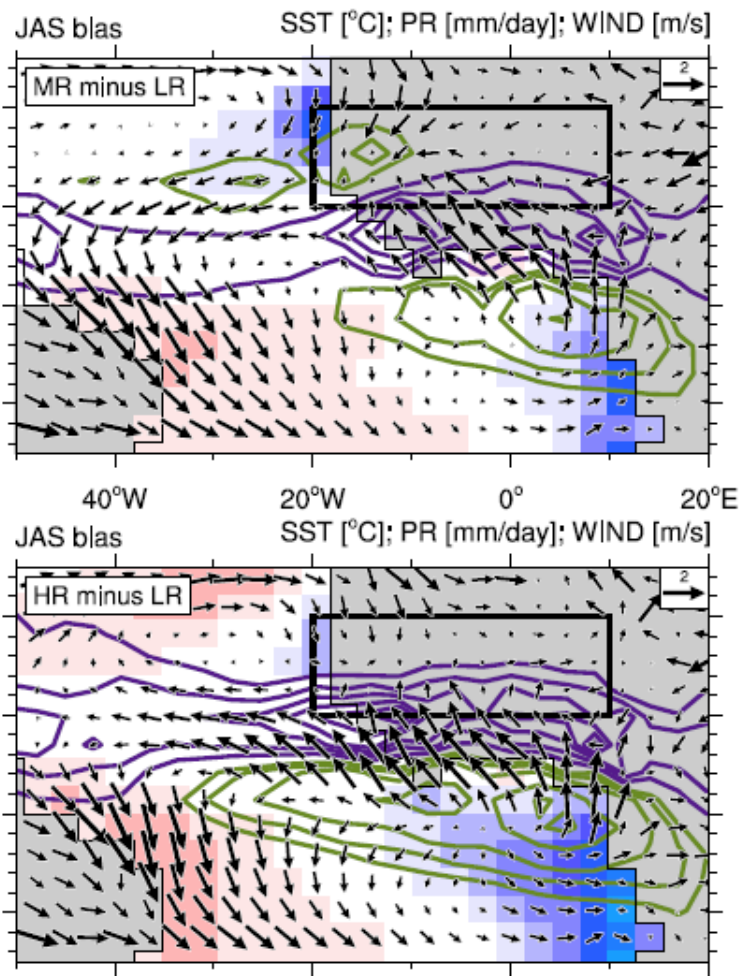 JAS bias SST [°C]; PR [mm/day]; WIND [m/s]
MR minus LR
2
40°W 20°W 0° 20°E
JAS bias SST [°C]; PR [mm/day]; WIND [m/s]
HR minus LR
2